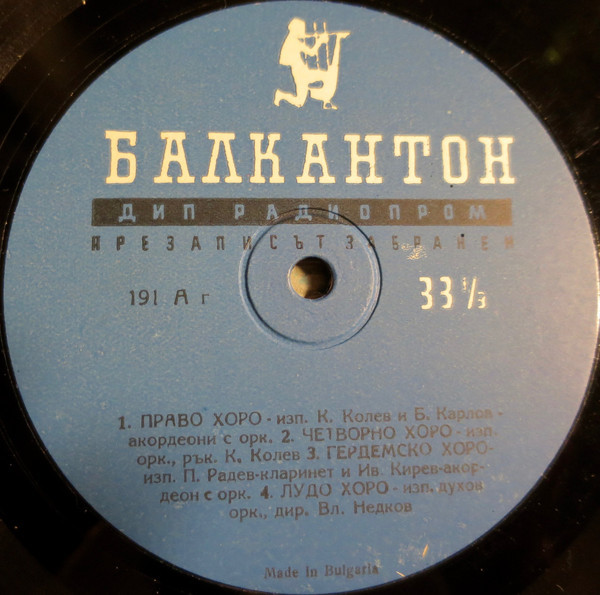 БАЛКАНТОН
ДИП РАДИОПРОМ
ПРЕЗАПИСЪТ ЗАБРАНЕН
191 А г
33 1/3
1. ПРАВО ХОРО - изп. К. Колев и Б. Карлов -
акордеони с орк. 2. ЧЕТВОРНО ХОРО - изп.
орк., рък. К. Колев 3. ГЕРДЕМСКО ХОРО-
изп. П. Радев-кларинет и Ив. Кирев-акор-
деон с орк. 4. ЛУДО ХОРО - изп. духов
орк., дир. Вл. Недков
Made in Bulgaria